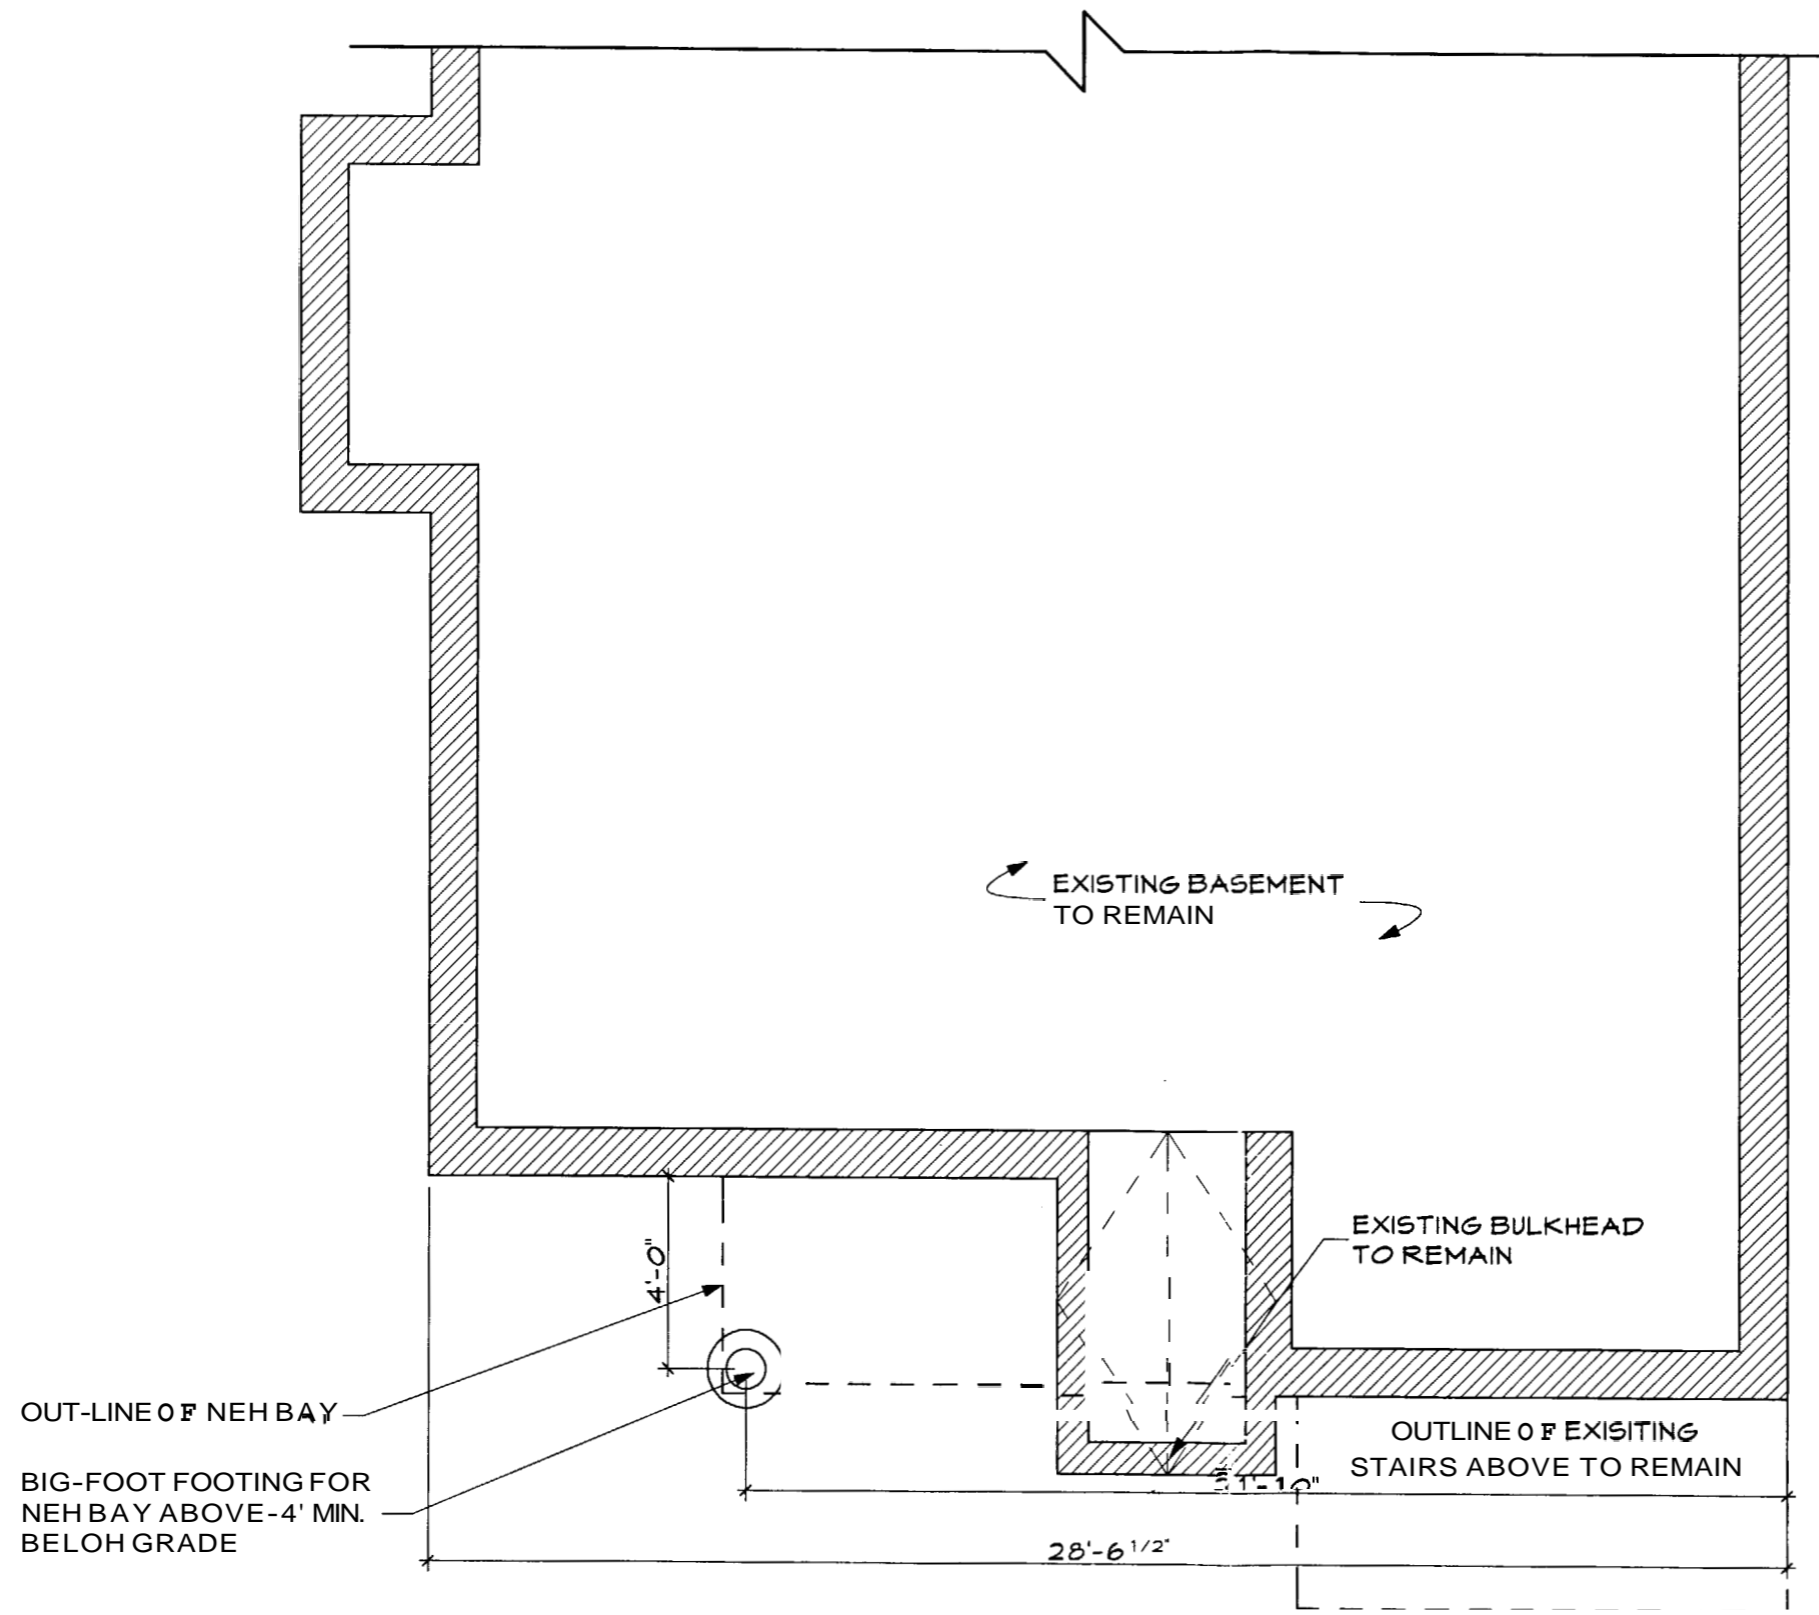 EXISTING BASEMENT
TO REMAIN
EXISTING BULKHEAD
TO REMAIN
4'-0"
OUT-LINE OF NEH BAY
BIG-FOOT FOOTING FOR
NEH BAY ABOVE-4' MIN.
BELOH GRADE
OUTLINE OF EXISITING
STAIRS ABOVE TO REMAIN
28'-6 1/2"